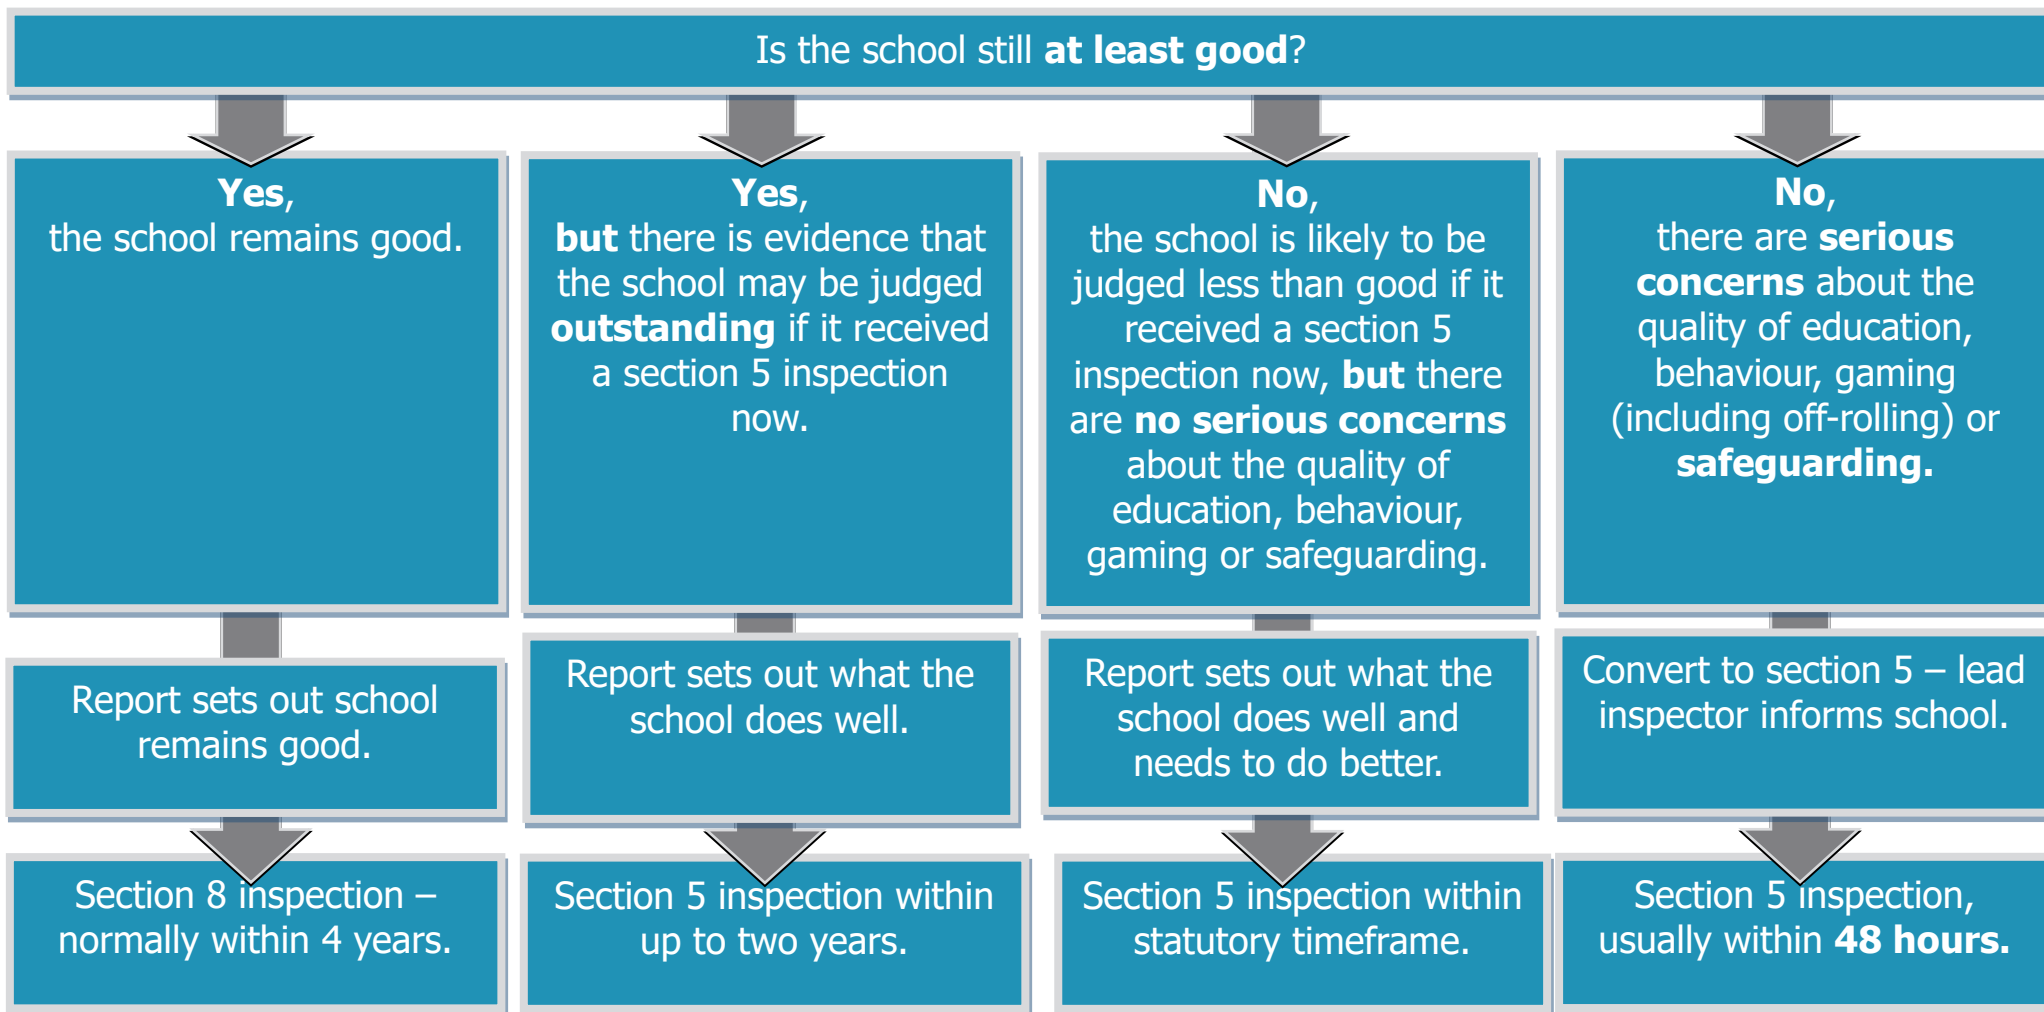 Is the school still at least good?
Yes,
the school remains good.
Yes,
but there is evidence that
the school may be judged
outstanding if it received
a section 5 inspection
now.
No,
the school is likely to be
judged less than good if it
received a section 5
inspection now, but there
are no serious concerns
about the quality of
education, behaviour,
gaming or safeguarding.
No,
there are serious
concerns about the
quality of education,
behaviour, gaming
(including off-rolling) or
safeguarding.
Report sets out school
remains good.
Report sets out what the
school does well.
Report sets out what the
school does well and
needs to do better.
Convert to section 5 – lead
inspector informs school.
Section 8 inspection –
normally within 4 years.
Section 5 inspection within
up to two years.
Section 5 inspection within
statutory timeframe.
Section 5 inspection,
usually within 48 hours.